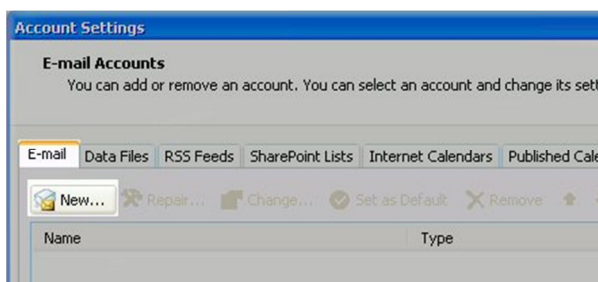 Account Settings
E-mail Accounts
You can add or remove an account. You can select an account and change its sett
E-mail Data Files RSS Feeds SharePoint Lists Internet Calendars Published Cale
New... Repair... Change... Set as Default Remove
Name Type